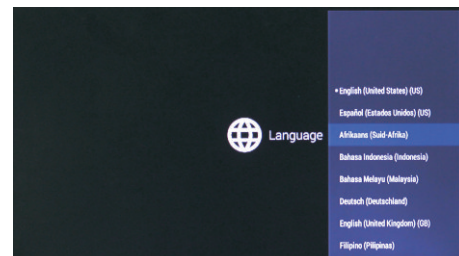 Language
• English (United States) (US)
Español (Estados Unidos) (US)
Afrikaans (Suid-Afrika)
Bahasa Indonesia (Indonesia)
Bahasa Melayu (Malaysia)
Deutsch (Deutschland)
English (United Kingdom) (GB)
Filipino (Pilipinas)